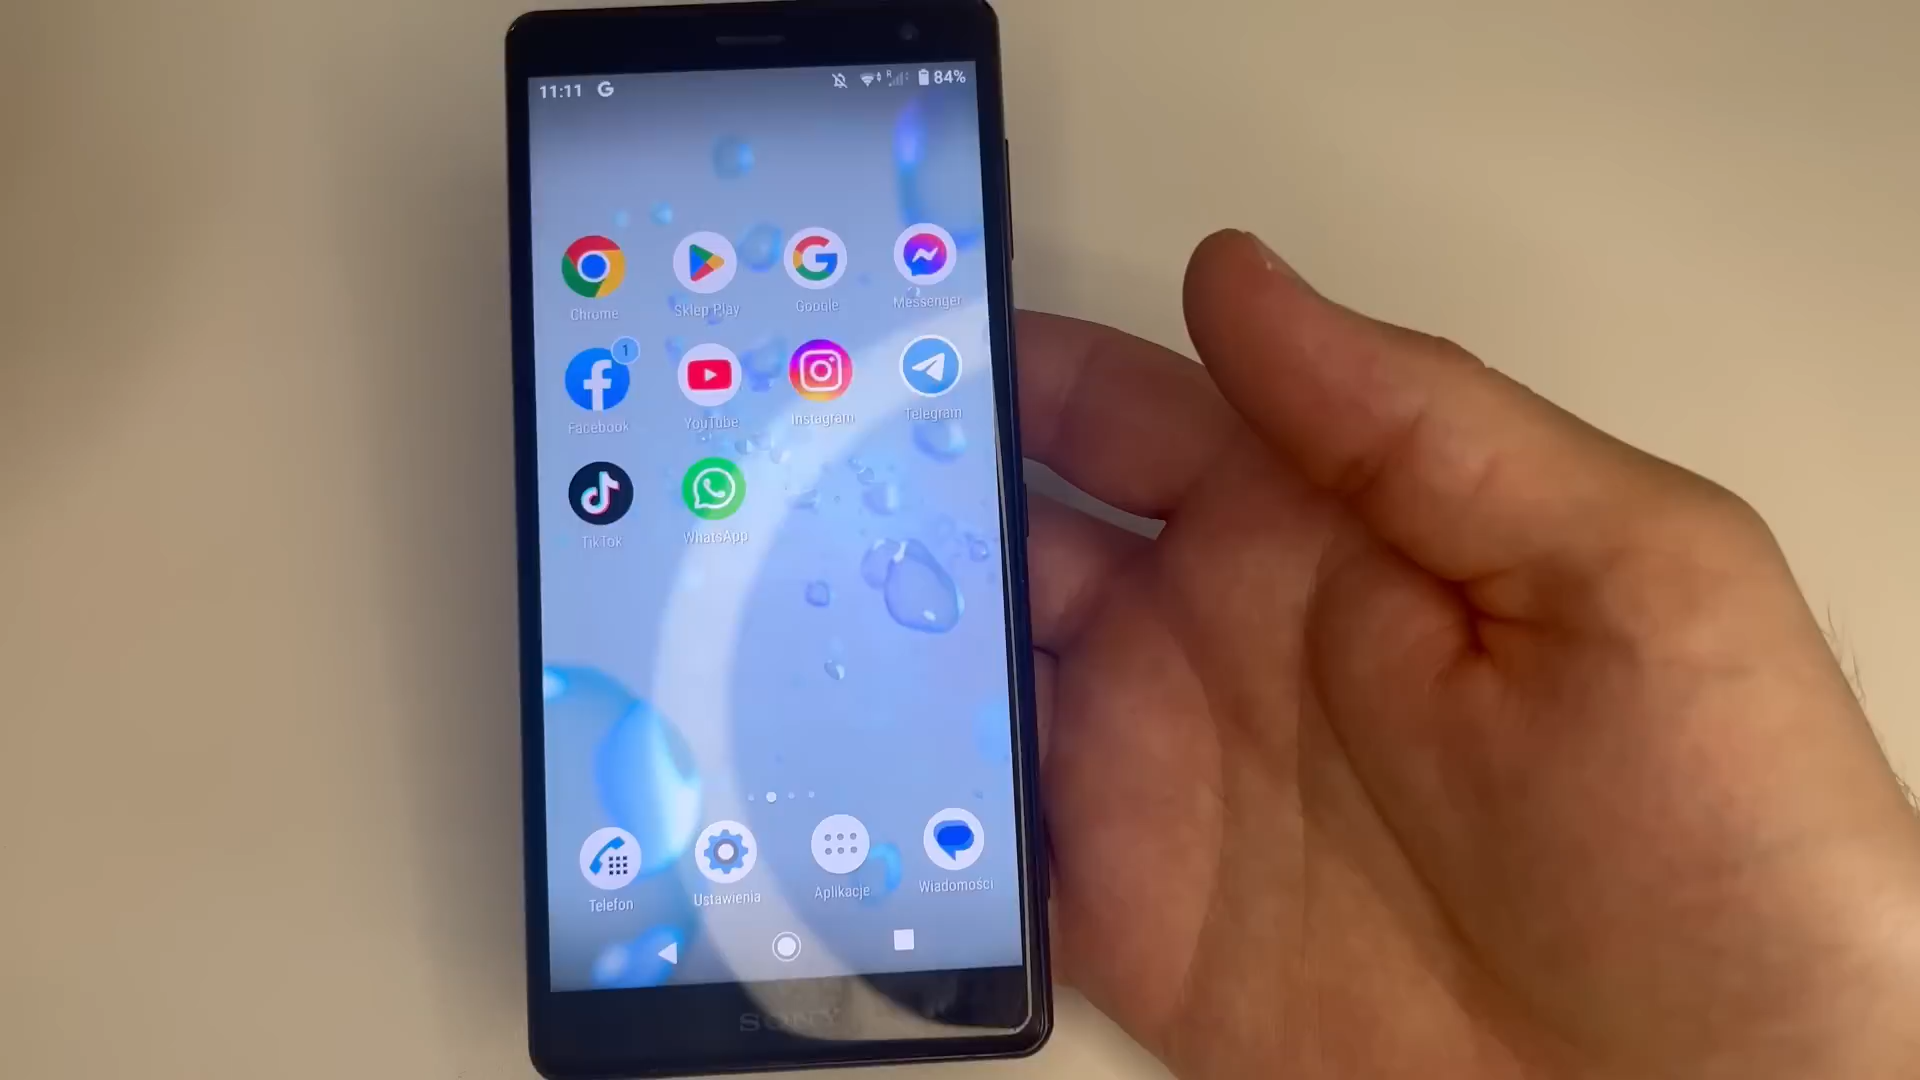 11:11 G R 84%
Chrome Sklep Play Google Messenger
1
Facebook YouTube Instagram Telegram
TikTok WhatsApp
Telefon Ustawienia Aplikacje Wiadomości
SONY